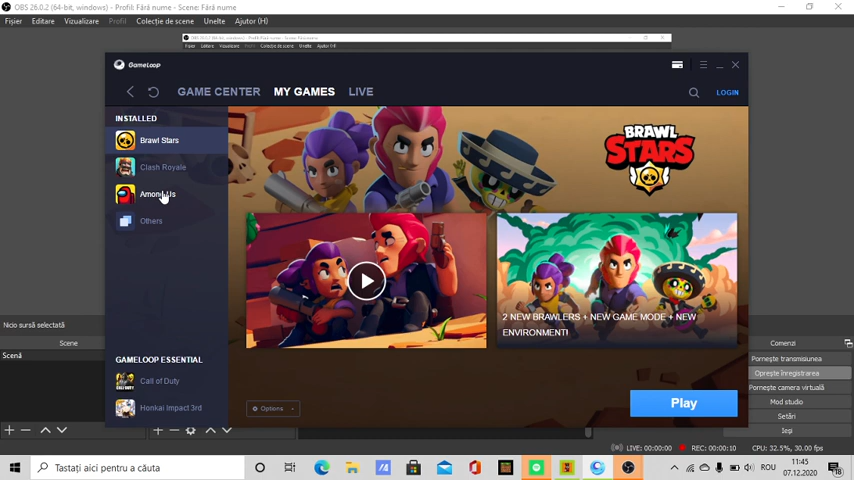 OBS 26.0.2 (64-bit, windows) - Profil: Fără nume - Scene: Fără nume
Fișier Editare Vizualizare Profil Colecție de scene Unelte Ajutor (H)
GameLoop
GAME CENTER MY GAMES LIVE
LOGIN
INSTALLED
Brawl Stars
Clash Royale
Among Us
Others
BRAWL
STARS
2 NEW BRAWLERS + NEW GAME MODE + NEW
ENVIRONMENT!
GAMELOOP ESSENTIAL
Call of Duty
Honkai Impact 3rd
Options
Play
Nicio sursă selectată
Scene
Scenă
Comenzi
Pornește transmisiunea
Oprește înregistrarea
Pornește camera virtuală
Mod studio
Setări
Ieși
LIVE: 00:00:00 REC: 00:00:10 CPU: 32.5%, 30.00 fps
Tastați aici pentru a căuta
ROU
11:45
07.12.2020
18